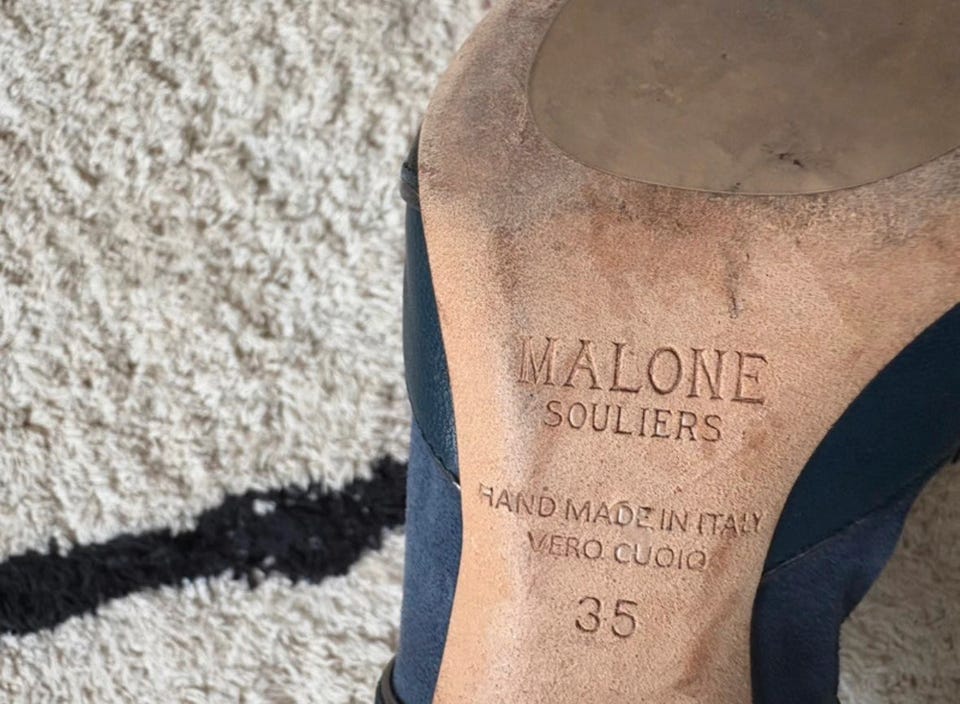 MALONE
SOULIERS
HAND MADE IN ITALY
VERO CUOIO
35